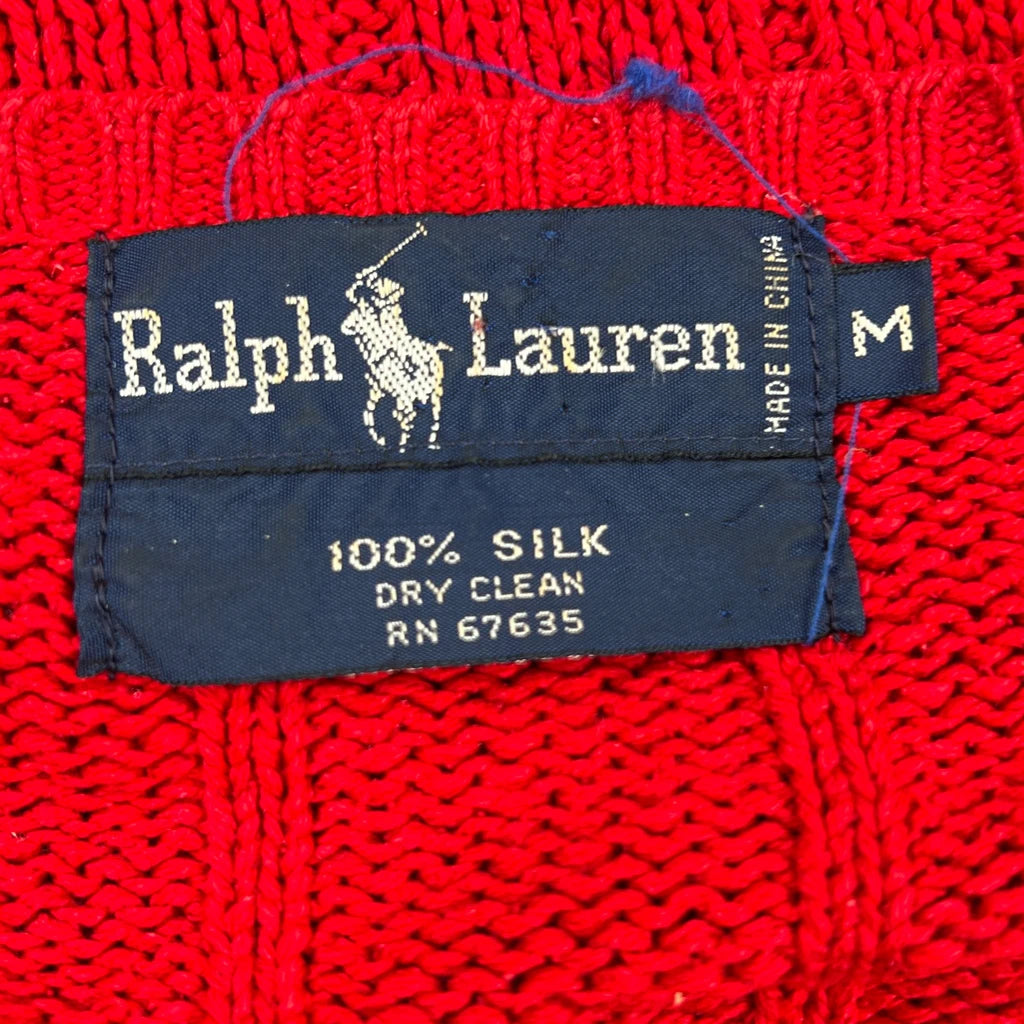 Ralph Lauren
MADE IN CHINA
M
100% SILK
DRY CLEAN
RN 67635